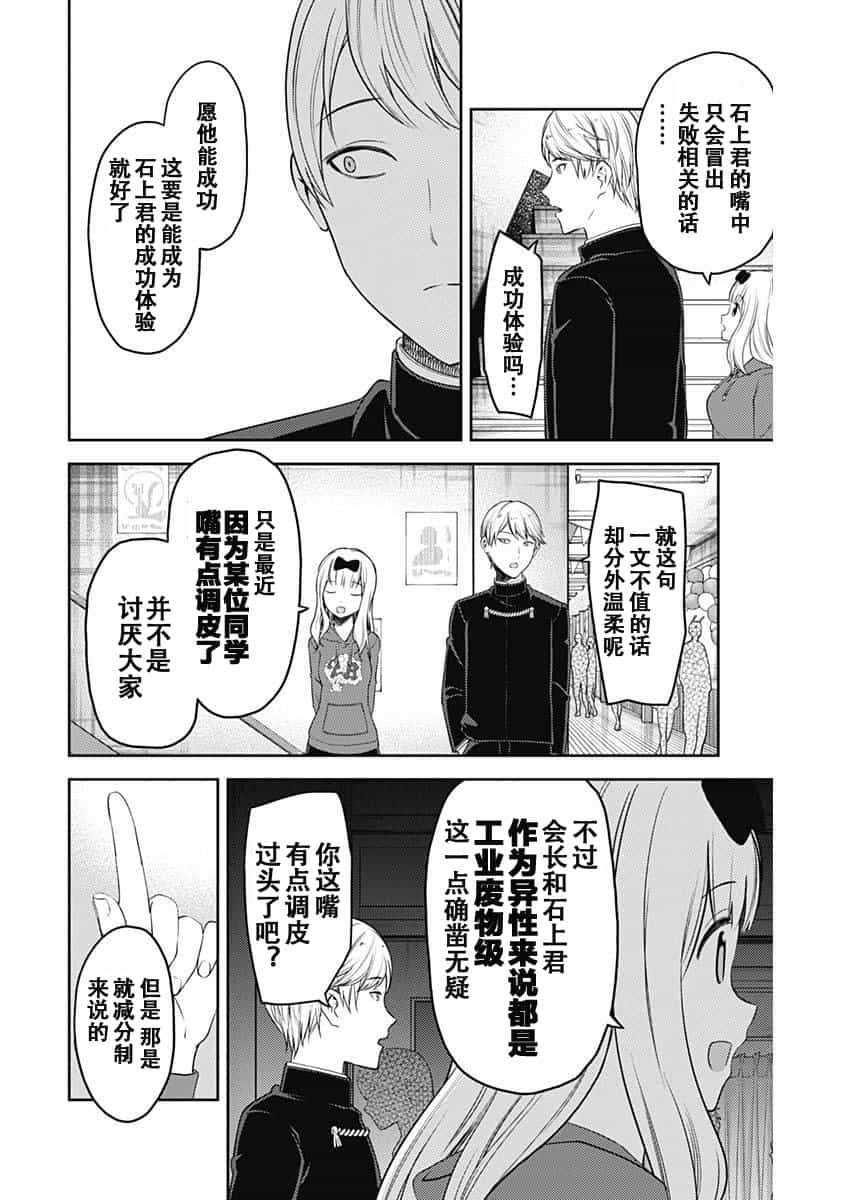 石上君的嘴中
只会冒出
失败相关的话
……
成功体验吗…
愿他能成功
这要是能成为
石上君的成功体验
就好了
就这句
一文不值的话
却分外温柔呢
只是最近
因为某位同学
嘴有点调皮了
并不是
讨厌大家
不过
会长和石上君
作为异性来说都是
工业废物级
这一点确凿无疑
你这嘴
有点调皮
过头了吧？
但是 那是
就减分制
来说的